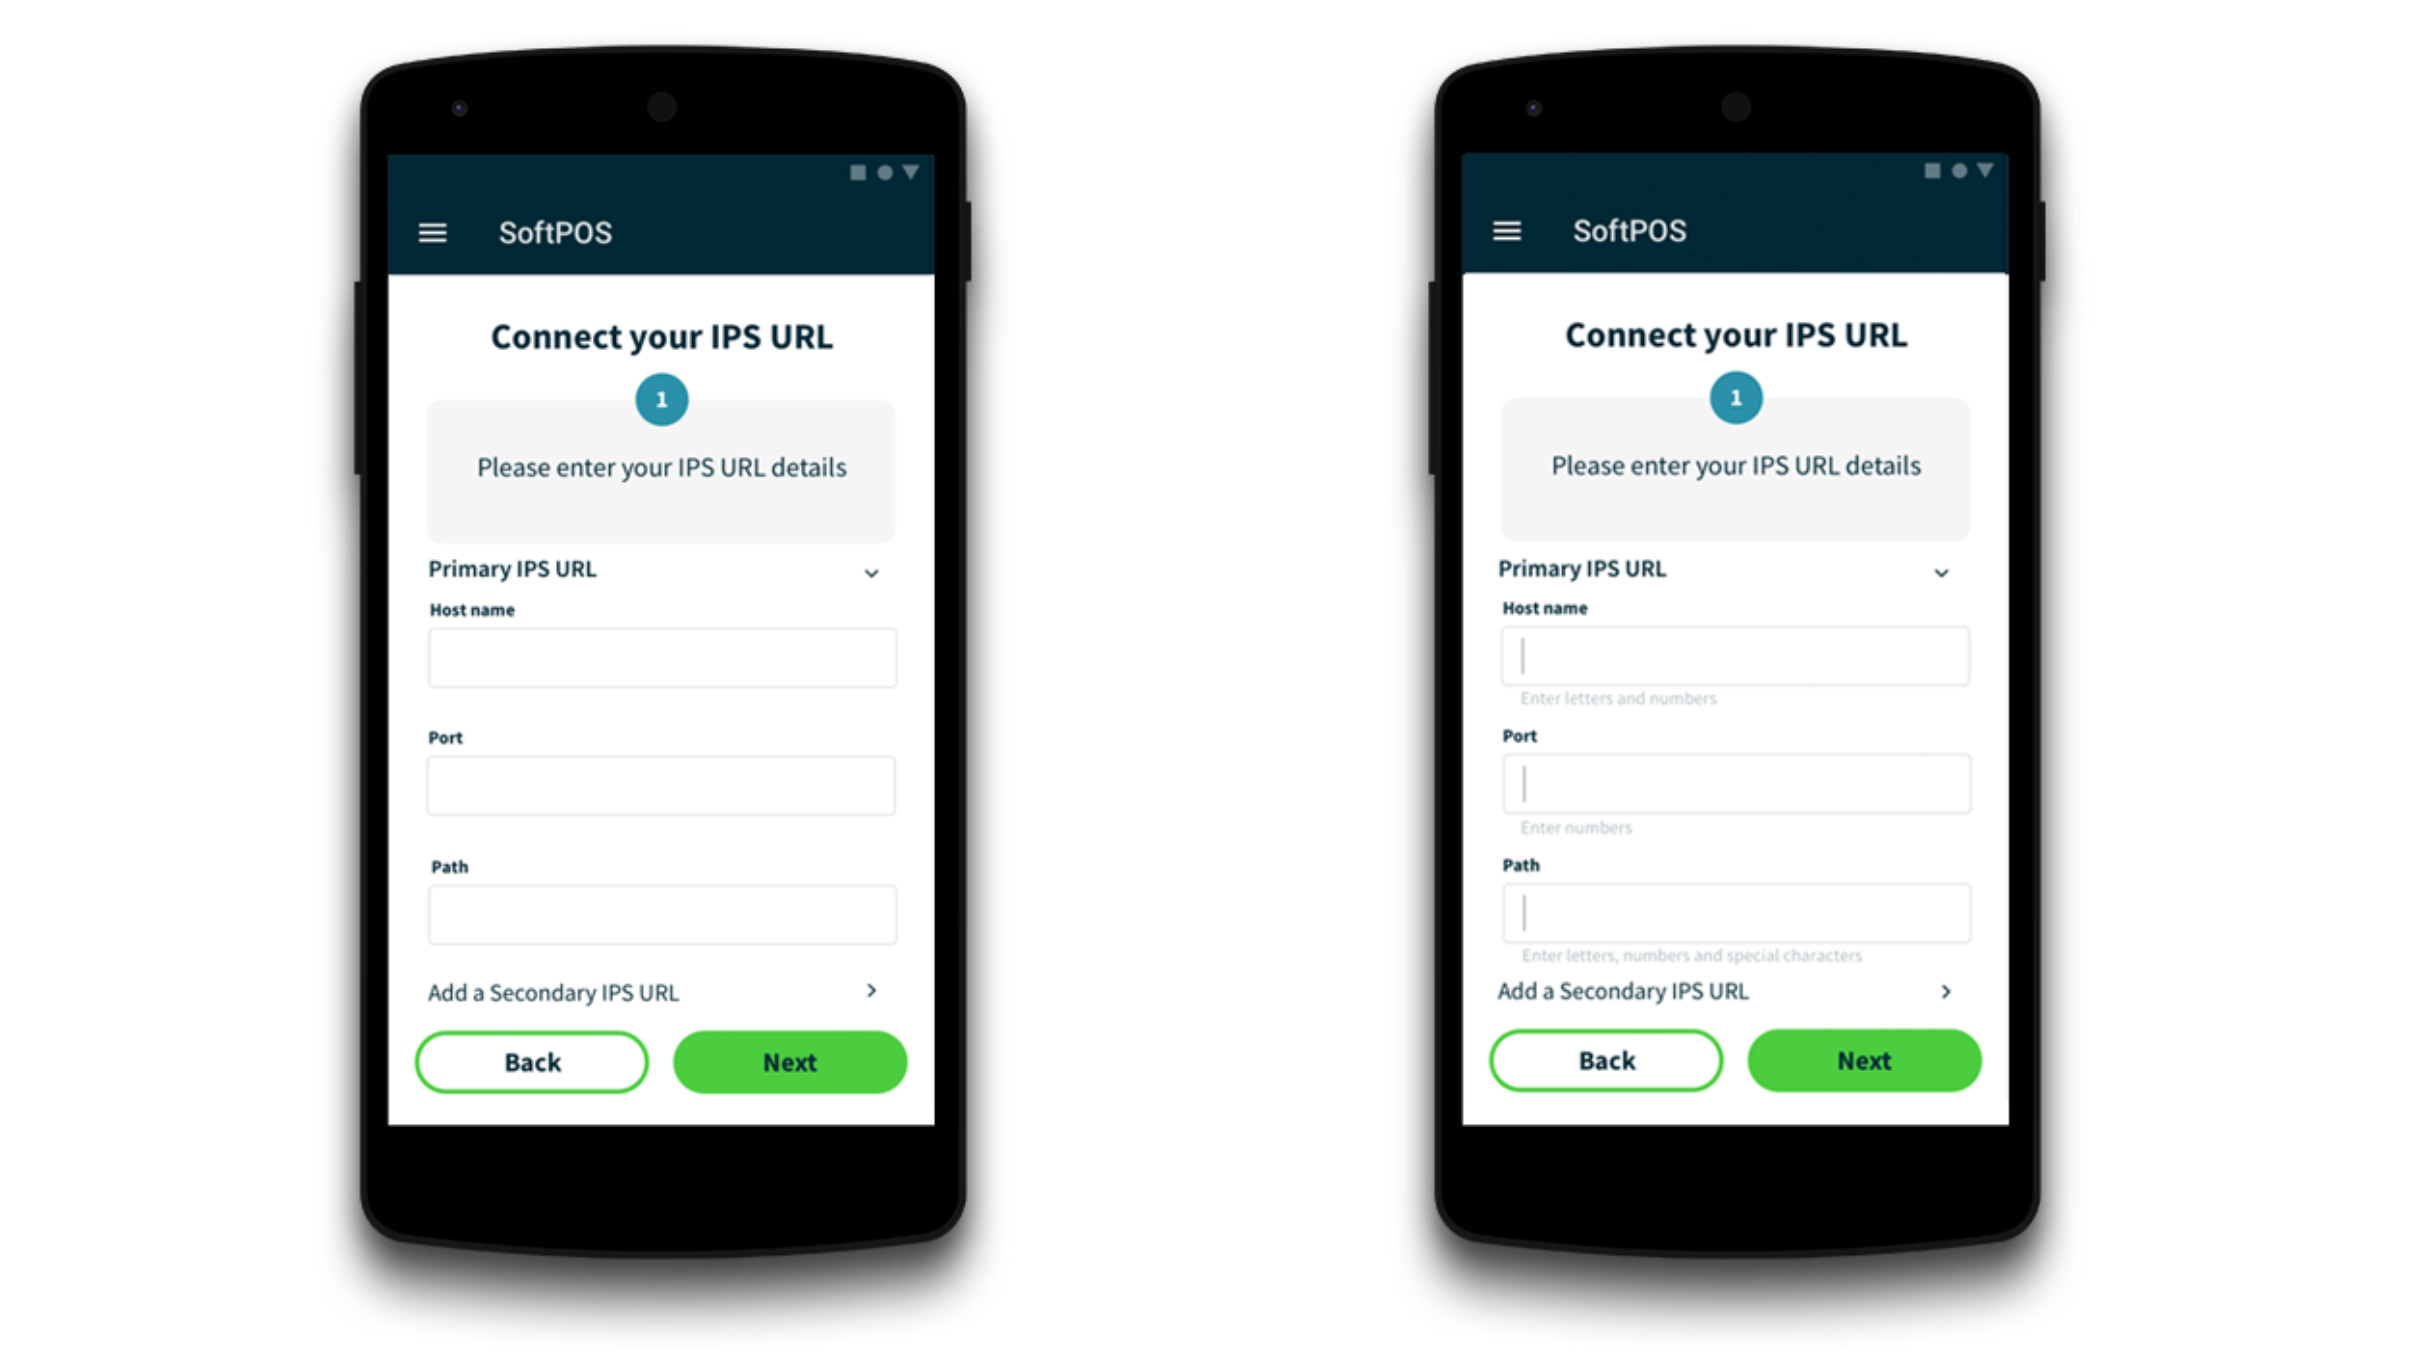 SoftPOS
Connect your IPS URL
1
Please enter your IPS URL details
Primary IPS URL
Host name
Port
Path
Add a Secondary IPS URL
Back
Next
SoftPOS
Connect your IPS URL
1
Please enter your IPS URL details
Primary IPS URL
Host name
Enter letters and numbers
Port
Enter numbers
Path
Enter letters, numbers and special characters
Add a Secondary IPS URL
Back
Next